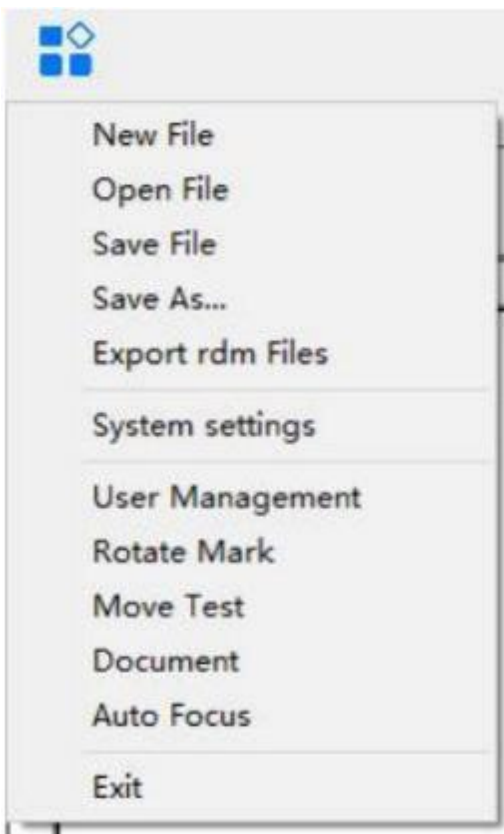 New File
Open File
Save File
Save As...
Export rdm Files
System settings
User Management
Rotate Mark
Move Test
Document
Auto Focus
Exit